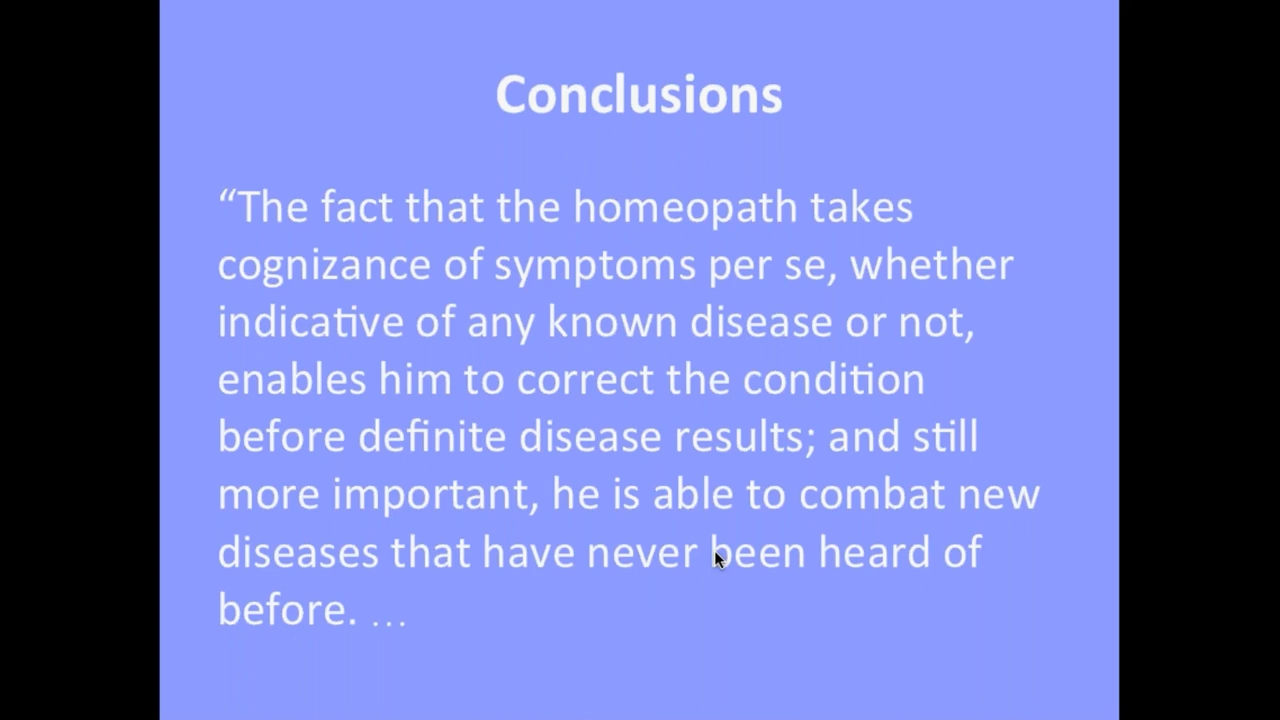 Conclusions
“The fact that the homeopath takes
cognizance of symptoms per se, whether
indicative of any known disease or not,
enables him to correct the condition
before definite disease results; and still
more important, he is able to combat new
diseases that have never been heard of
before. …